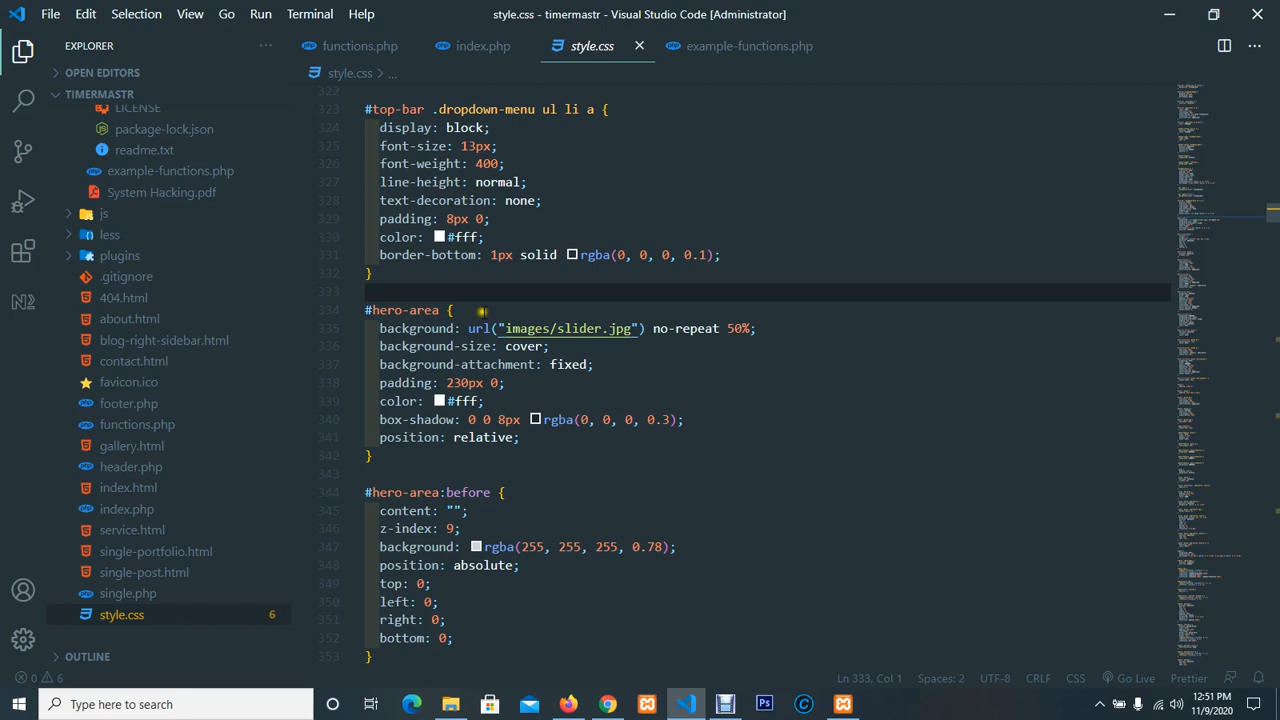 File Edit Selection View Go Run Terminal Help
style.css - timermastr - Visual Studio Code [Administrator]
EXPLORER
functions.php
index.php
style.css
example-functions.php
OPEN EDITORS
TIMERMASTR
LICENSE
package-lock.json
readme.txt
example-functions.php
System Hacking.pdf
js
less
plugins
.gitignore
404.html
about.html
blog-right-sidebar.html
contact.html
favicon.ico
footer.php
functions.php
gallery.html
header.php
index.html
index.php
service.html
single-portfolio.html
single-post.html
single.php
style.css 6
OUTLINE
style.css > ...
322
323 #top-bar .dropdown-menu ul li a {
324 display: block;
325 font-size: 13px;
326 font-weight: 400;
327 line-height: normal;
328 text-decoration: none;
329 padding: 8px 0;
330 color: #fff;
331 border-bottom: 1px solid rgba(0, 0, 0, 0.1);
332 }
333
334 #hero-area {
335 background: url("images/slider.jpg") no-repeat 50%;
336 background-size: cover;
337 background-attachment: fixed;
338 padding: 230px 0;
339 color: #fff;
340 box-shadow: 0 0 8px rgba(0, 0, 0, 0.3);
341 position: relative;
342 }
343
344 #hero-area:before {
345 content: "";
346 z-index: 9;
347 background: rgba(255, 255, 255, 0.78);
348 position: absolute;
349 top: 0;
350 left: 0;
351 right: 0;
352 bottom: 0;
353 }
0 6
Ln 333, Col 1 Spaces: 2 UTF-8 CRLF CSS Go Live Prettier
Type here to search
12:51 PM
11/9/2020